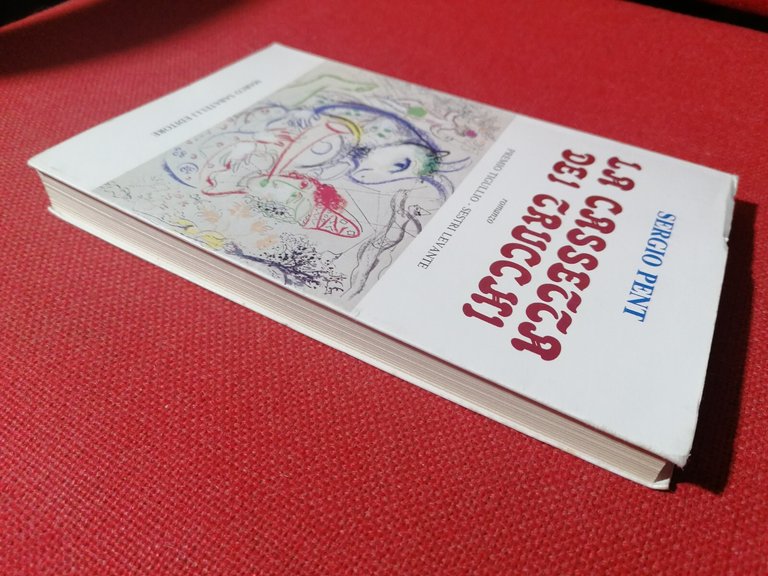 SERGIO PENT
LA CASSETTA
DEI TRUCCHI
romanzo
PREMIO TIGULLIO - SESTRI LEVANTE
MARCO SABATELLI EDITORE